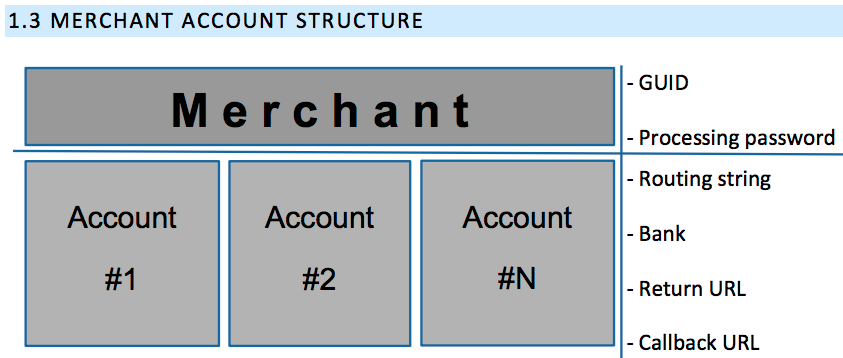 1.3 MERCHANT ACCOUNT STRUCTURE
Merchant
- GUID
- Processing password
Account
#1
Account
#2
Account
#N
- Routing string
- Bank
- Return URL
- Callback URL